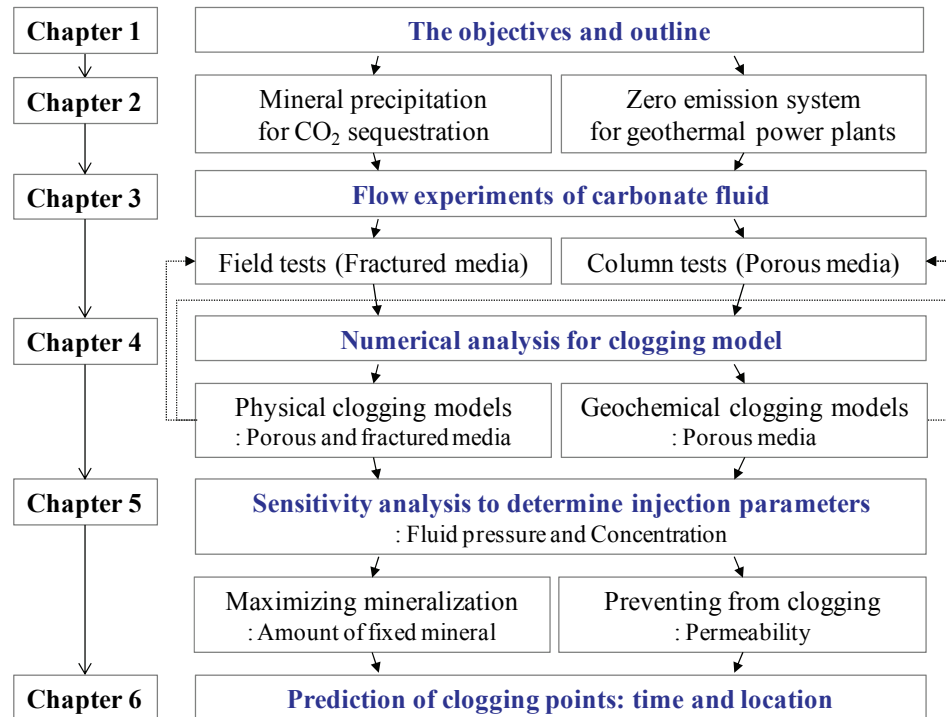 Chapter 1
The objectives and outline
Chapter 2
Mineral precipitation
for CO₂ sequestration
Zero emission system
for geothermal power plants
Chapter 3
Flow experiments of carbonate fluid
Field tests (Fractured media)
Column tests (Porous media)
Chapter 4
Numerical analysis for clogging model
Physical clogging models
: Porous and fractured media
Geochemical clogging models
: Porous media
Chapter 5
Sensitivity analysis to determine injection parameters
: Fluid pressure and Concentration
Maximizing mineralization
: Amount of fixed mineral
Preventing from clogging
: Permeability
Chapter 6
Prediction of clogging points: time and location